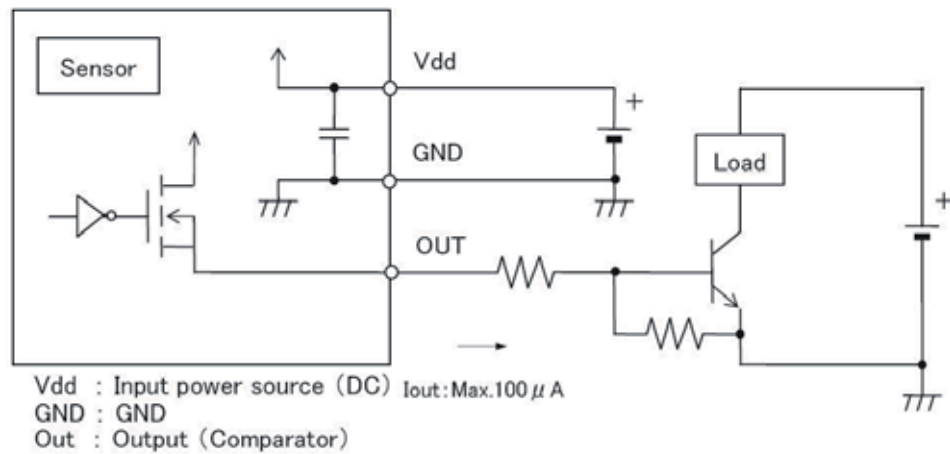 Sensor
Vdd
+
GND
Load
+
OUT
Vdd : Input power source (DC)
Iout:Max.100μA
GND : GND
Out : Output (Comparator)